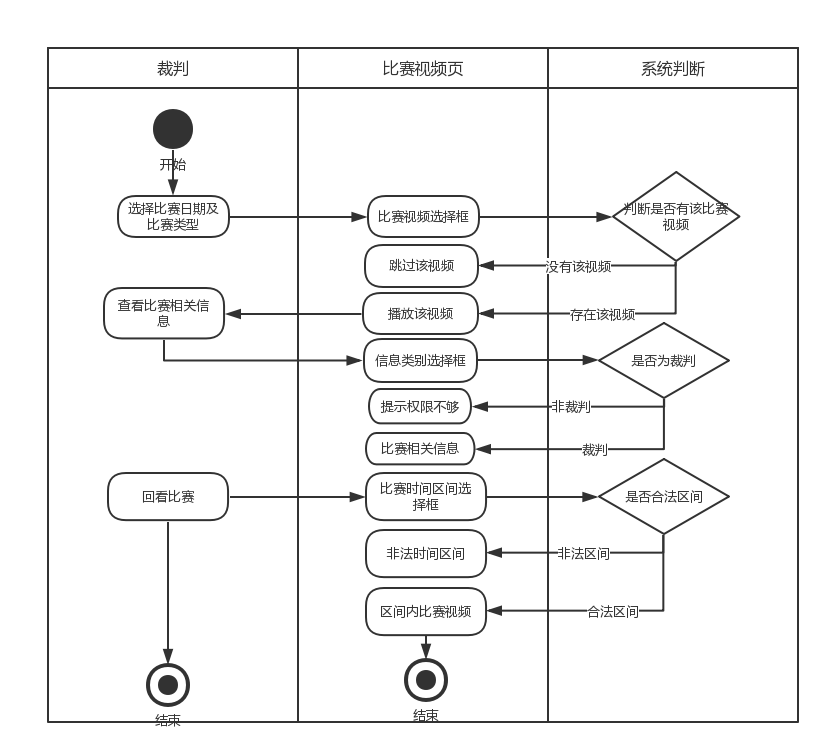 裁判
比赛视频页
系统判断
开始
选择比赛日期及
比赛类型
比赛视频选择框
判断是否有该比赛
视频
跳过该视频
没有该视频
查看比赛相关信
息
播放该视频
存在该视频
信息类别选择框
是否为裁判
提示权限不够
非裁判
比赛相关信息
裁判
回看比赛
比赛时间区间选
择框
是否合法区间
非法时间区间
非法区间
区间内比赛视频
合法区间
结束
结束